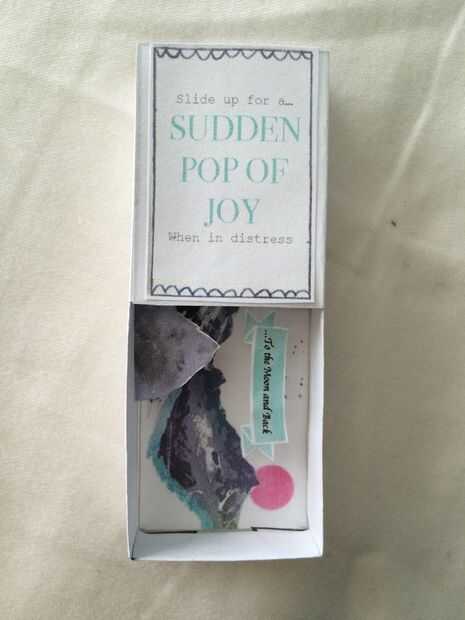 Slide up for a...
SUDDEN
POP OF
JOY
When in distress
...To the Moon and Back